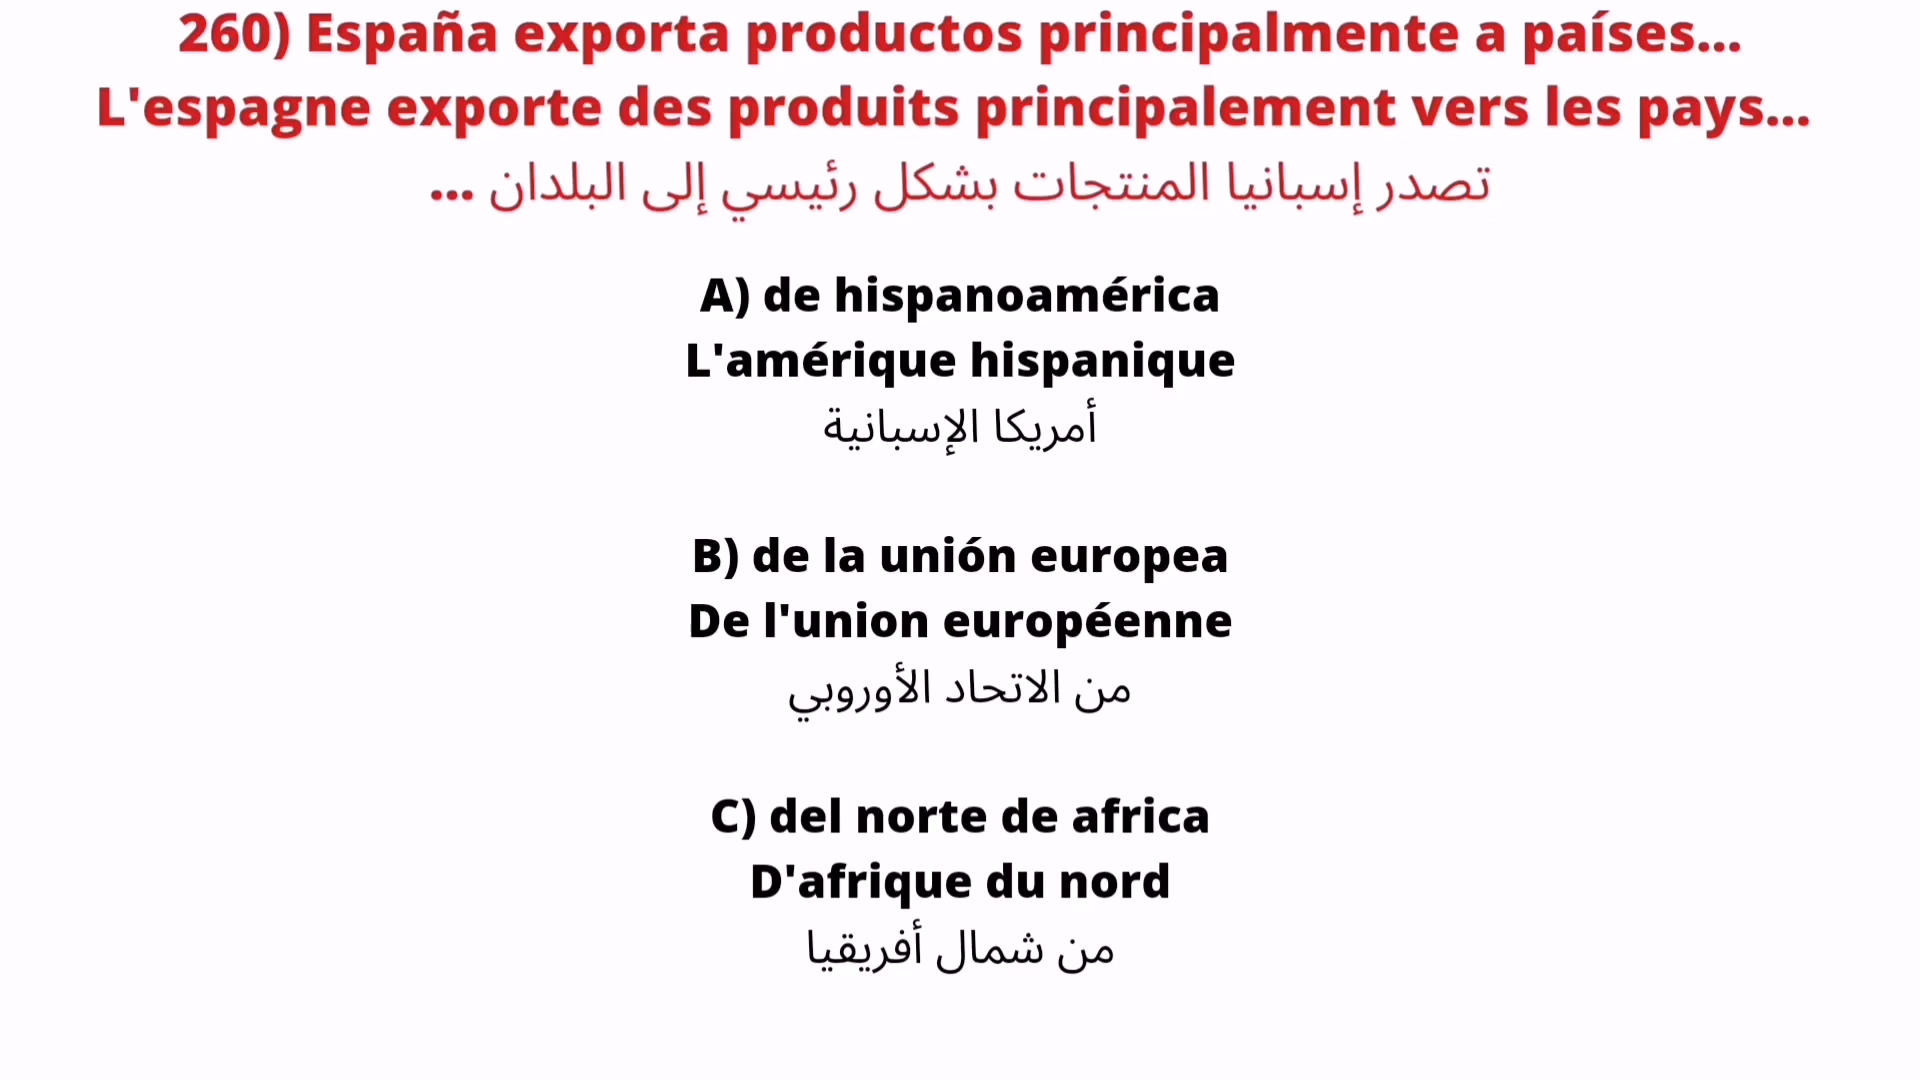 260) España exporta productos principalmente a países...
L'espagne exporte des produits principalement vers les pays...
تصدر إسبانيا المنتجات بشكل رئيسي إلى البلدان ...
A) de hispanoamérica
L'amérique hispanique
أمريكا الإسبانية
B) de la unión europea
De l'union européenne
من الاتحاد الأوروبي
C) del norte de africa
D'afrique du nord
من شمال أفريقيا